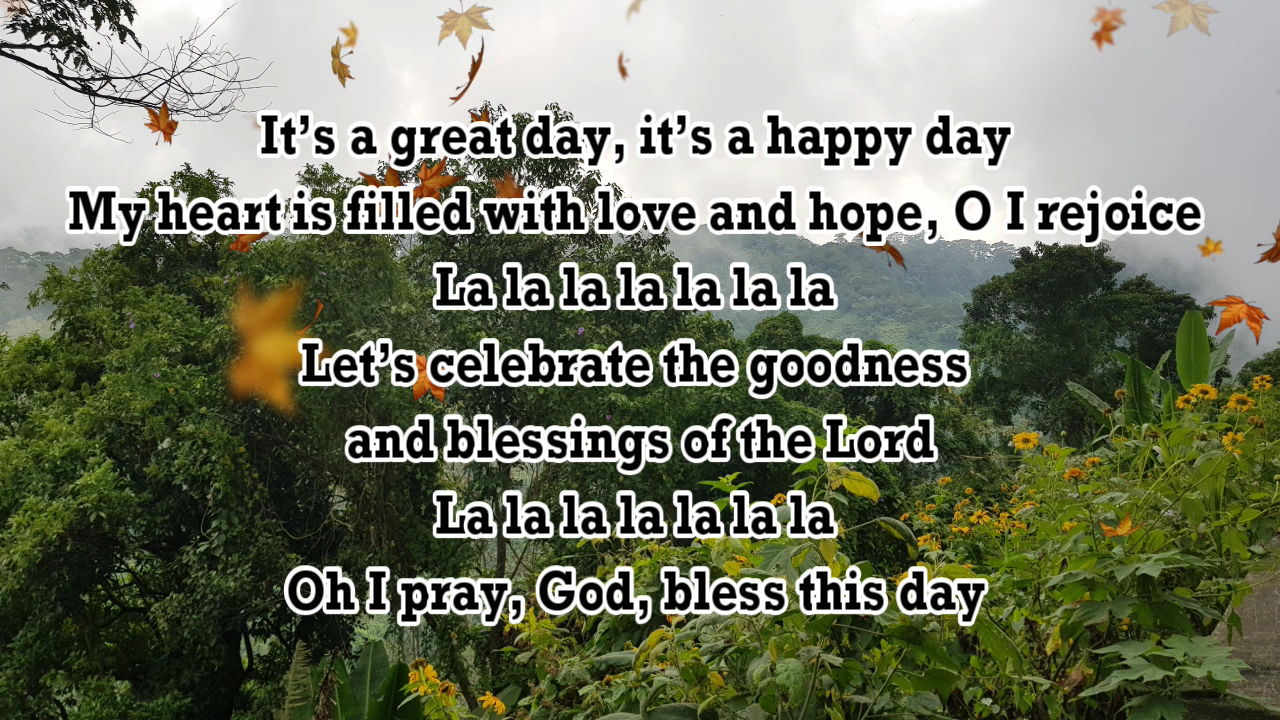 It’s a great day, it’s a happy day
My heart is filled with love and hope, O I rejoice
La la la la la la la
Let’s celebrate the goodness
and blessings of the Lord
La la la la la la la
Oh I pray, God, bless this day